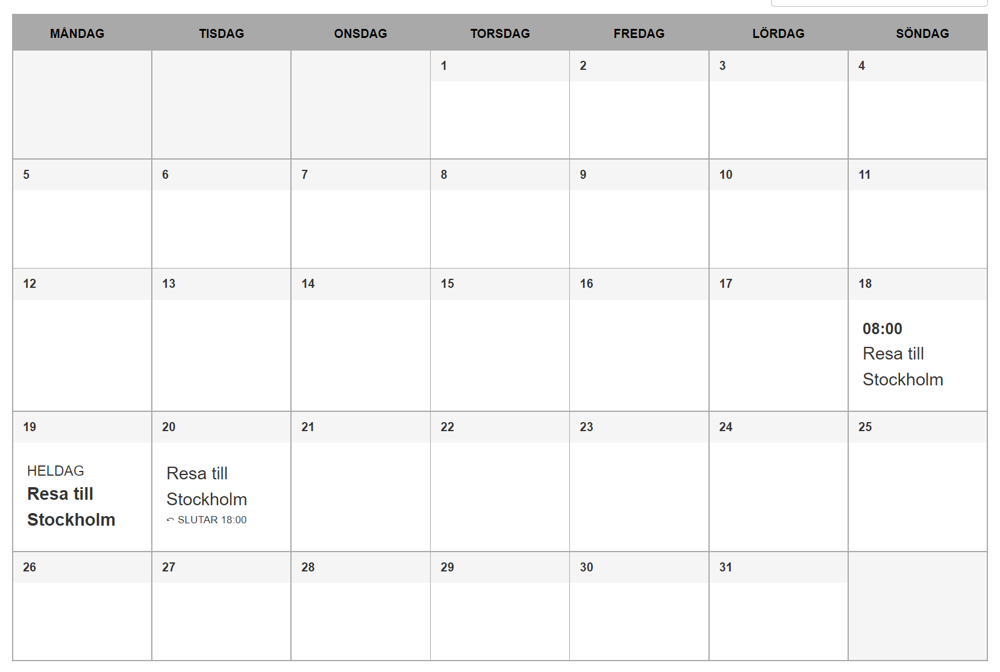 MÅNDAG TISDAG ONSDAG TORSDAG FREDAG LÖRDAG SÖNDAG
1 2 3 4
5 6 7 8 9 10 11
12 13 14 15 16 17 18
08:00
Resa till
Stockholm
19 20 21 22 23 24 25
HELDAG
Resa till
Stockholm
Resa till
Stockholm
⤺ SLUTAR 18:00
26 27 28 29 30 31